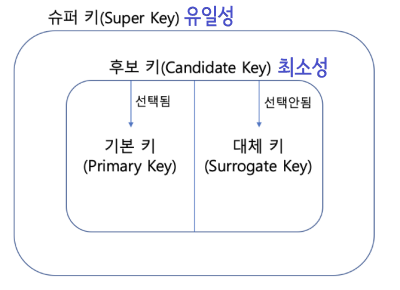 슈퍼 키(Super Key) 유일성
후보 키(Candidate Key) 최소성
선택됨
선택안됨
기본 키
(Primary Key)
대체 키
(Surrogate Key)